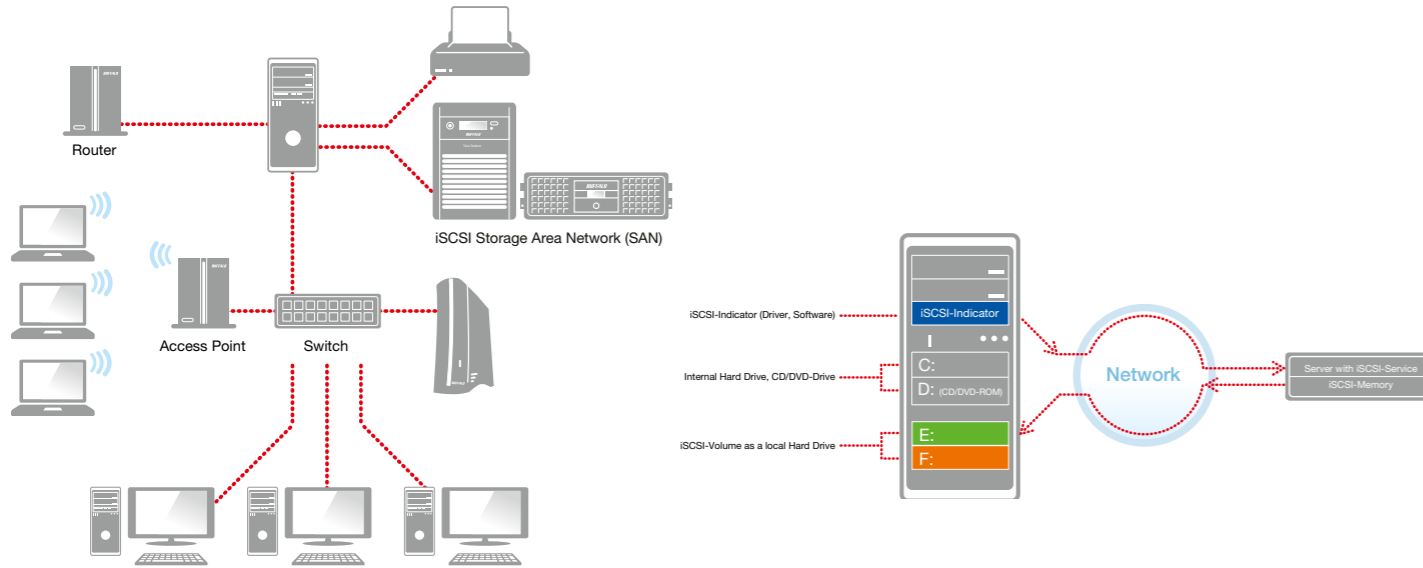 Router
iSCSI Storage Area Network (SAN)
BUFFALO
Access Point
Switch
iSCSI-Indicator (Driver, Software)
iSCSI-Indicator
Internal Hard Drive, CD/DVD-Drive
C:
D: (CD/DVD-ROM)
iSCSI-Volume as a local Hard Drive
E:
F:
Network
Server with iSCSI-Service
iSCSI-Memory